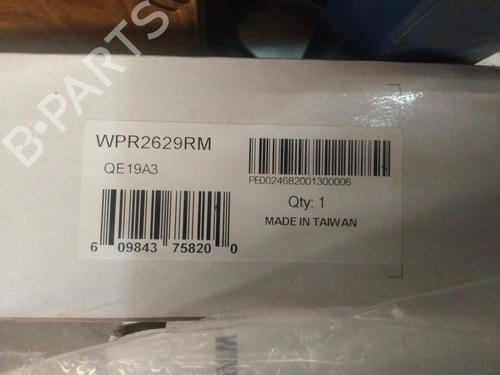 B-PARTS
WPR2629RM
QE19A3
PE0024682001300006
Qty: 1
MADE IN TAIWAN
6 09843 75820 0